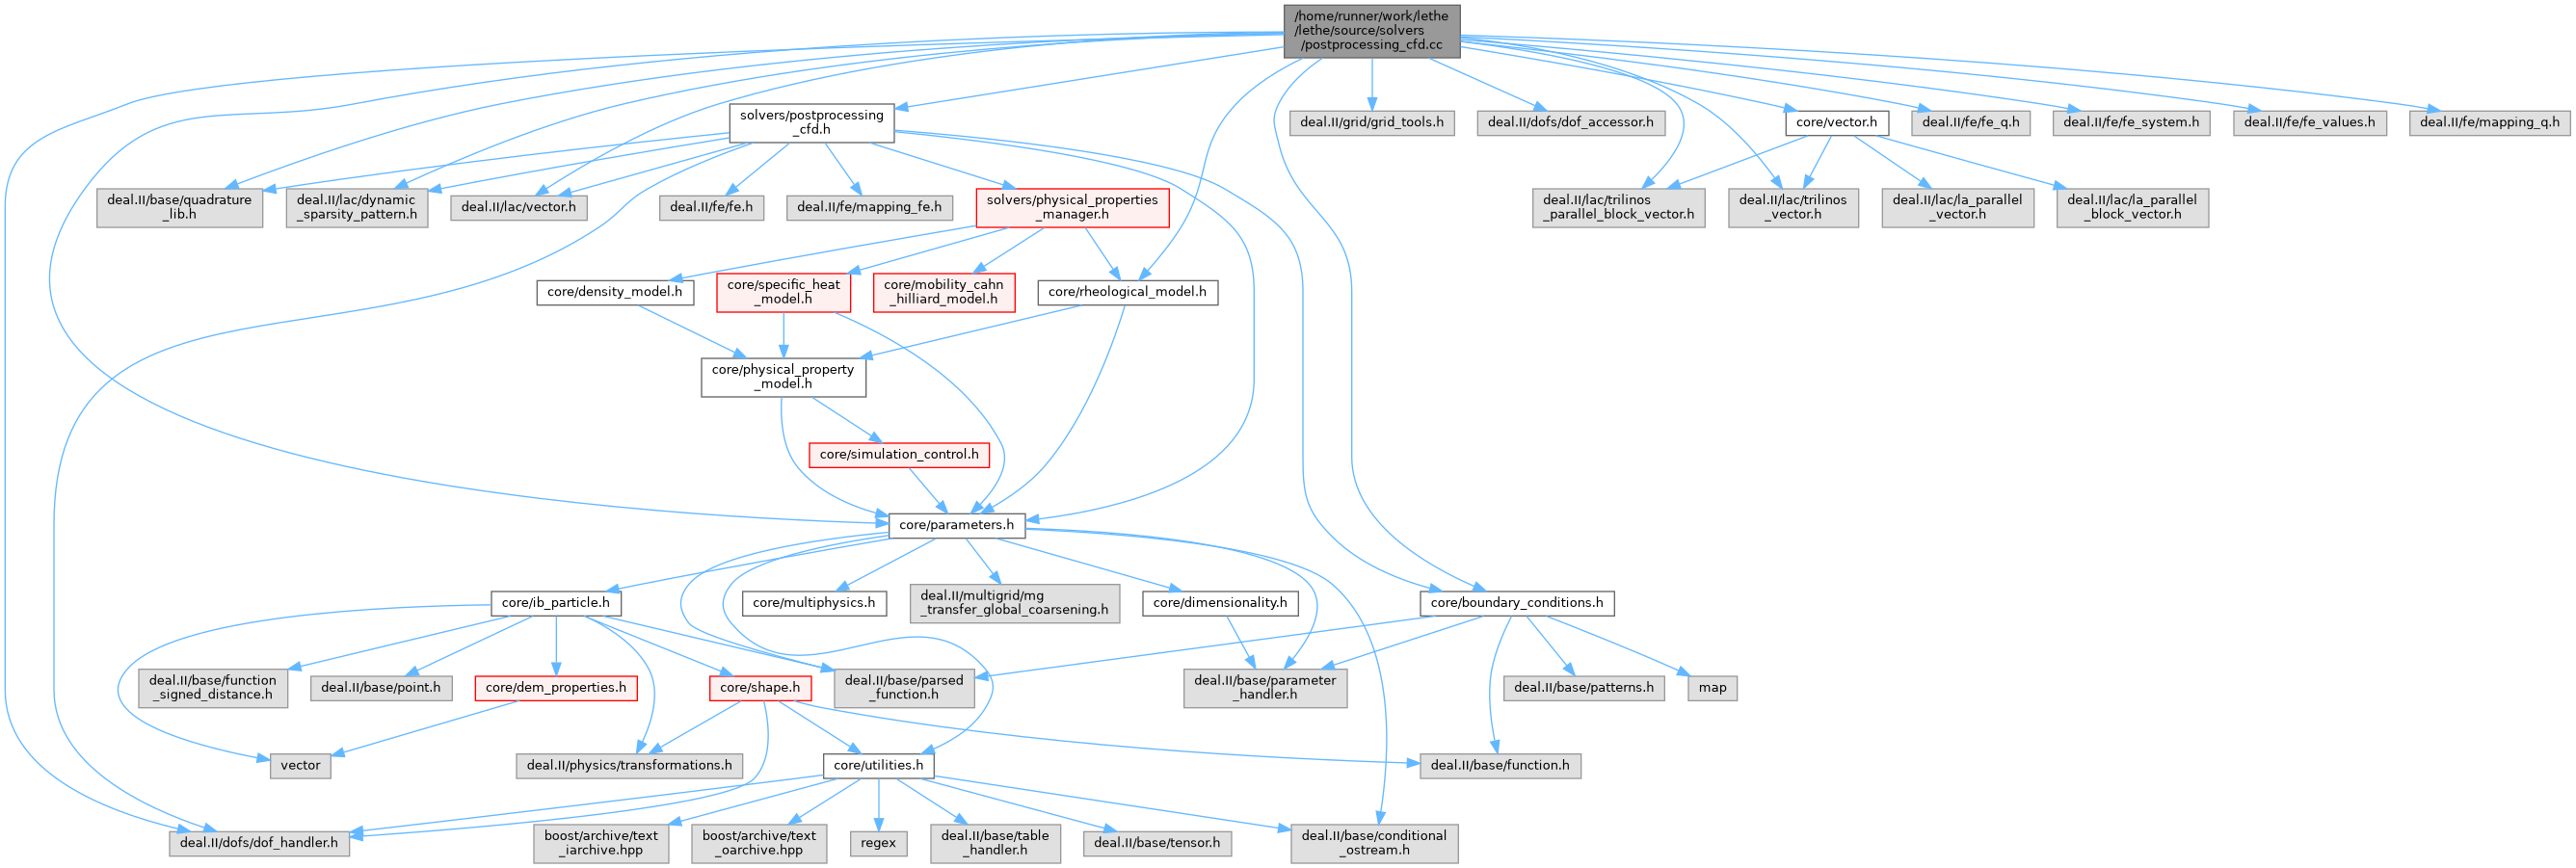 /home/runner/work/lethe
/lethe/source/solvers
/postprocessing_cfd.cc
solvers/postprocessing
_cfd.h
deal.II/grid/grid_tools.h
deal.II/dofs/dof_accessor.h
core/vector.h
deal.II/fe/fe_q.h
deal.II/fe/fe_system.h
deal.II/fe/fe_values.h
deal.II/fe/mapping_q.h
deal.II/base/quadrature
_lib.h
deal.II/lac/dynamic
_sparsity_pattern.h
deal.II/lac/vector.h
deal.II/fe/fe.h
deal.II/fe/mapping_fe.h
solvers/physical_properties
_manager.h
deal.II/lac/trilinos
_parallel_block_vector.h
deal.II/lac/trilinos
_vector.h
deal.II/lac/la_parallel
_vector.h
deal.II/lac/la_parallel
_block_vector.h
core/density_model.h
core/specific_heat
_model.h
core/mobility_cahn
_hilliard_model.h
core/rheological_model.h
core/physical_property
_model.h
core/simulation_control.h
core/parameters.h
core/ib_particle.h
core/multiphysics.h
deal.II/multigrid/mg
_transfer_global_coarsening.h
core/dimensionality.h
core/boundary_conditions.h
deal.II/base/function
_signed_distance.h
deal.II/base/point.h
core/dem_properties.h
core/shape.h
deal.II/base/parsed
_function.h
deal.II/base/parameter
_handler.h
deal.II/base/patterns.h
map
vector
deal.II/physics/transformations.h
core/utilities.h
deal.II/base/function.h
deal.II/dofs/dof_handler.h
boost/archive/text
_iarchive.hpp
boost/archive/text
_oarchive.hpp
regex
deal.II/base/table
_handler.h
deal.II/base/tensor.h
deal.II/base/conditional
_ostream.h